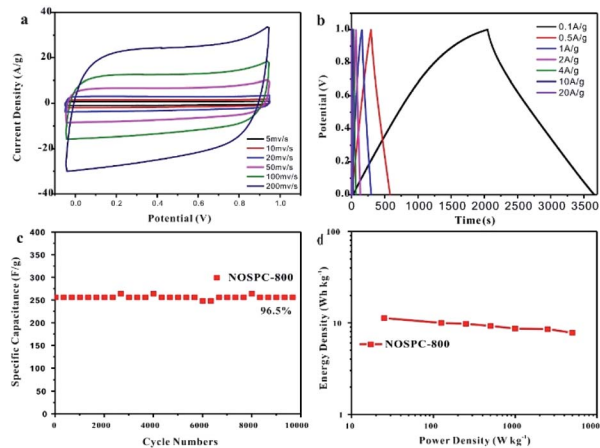 a
Current Density (A/g)
40
20
0
-20
-40
0.0
0.2
0.4
0.6
0.8
1.0
Potential (V)
5mv/s
10mv/s
20mv/s
50mv/s
100mv/s
200mv/s
b
Potential (V)
1.0
0.8
0.6
0.4
0.2
0.0
0
500
1000
1500
2000
2500
3000
3500
Time(s)
0.1A/g
0.5A/g
1A/g
2A/g
4A/g
10A/g
20A/g
c
Specific Capacitance (F/g)
400
350
300
250
200
150
100
50
0
0
2000
4000
6000
8000
10000
Cycle Numbers
NOSPC-800
96.5%
d
Energy Density (Wh kg⁻¹)
100
10
1
10
100
1000
Power Density (W kg⁻¹)
NOSPC-800